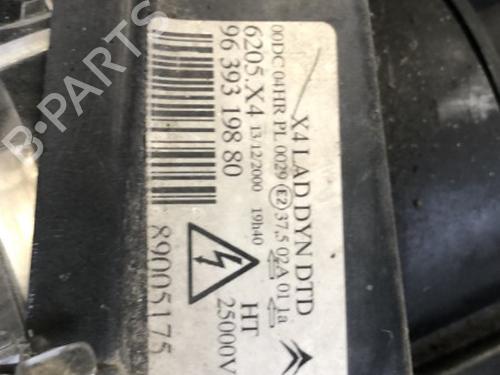 X4 LAD DYN DTD
00DC 04HR PL 0029 E2 37,5 02A 01 1a
6205.X4 13/12/2000 19h40
96 393 198 80
HT
25000V
89005175
B-PARTS